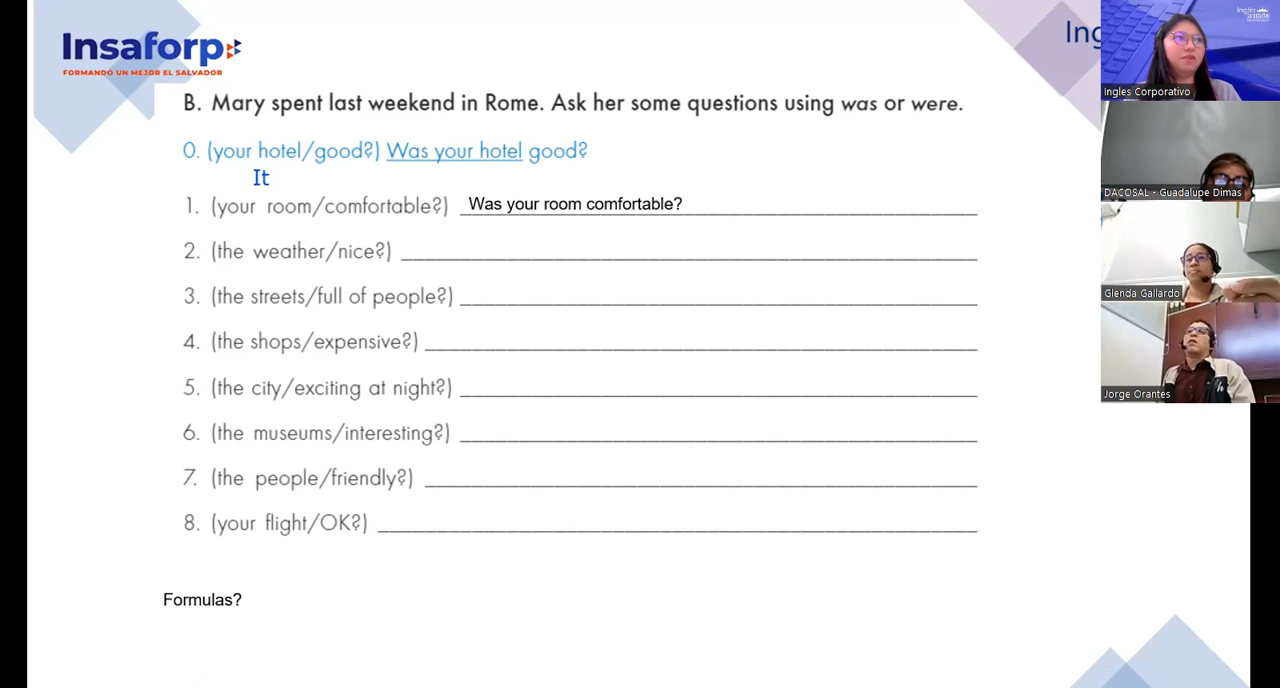 Insaforp
FORMANDO UN MEJOR EL SALVADOR
Ing
B. Mary spent last weekend in Rome. Ask her some questions using was or were.
0. (your hotel/good?) Was your hotel good?
It
1. (your room/comfortable?) Was your room comfortable?
2. (the weather/nice?)
3. (the streets/full of people?)
4. (the shops/expensive?)
5. (the city/exciting at night?)
6. (the museums/interesting?)
7. (the people/friendly?)
8. (your flight/OK?)
Formulas?
Ingles Corporativo
DACOSAL - Guadalupe Dimas
Glenda Gallardo
Jorge Orantes